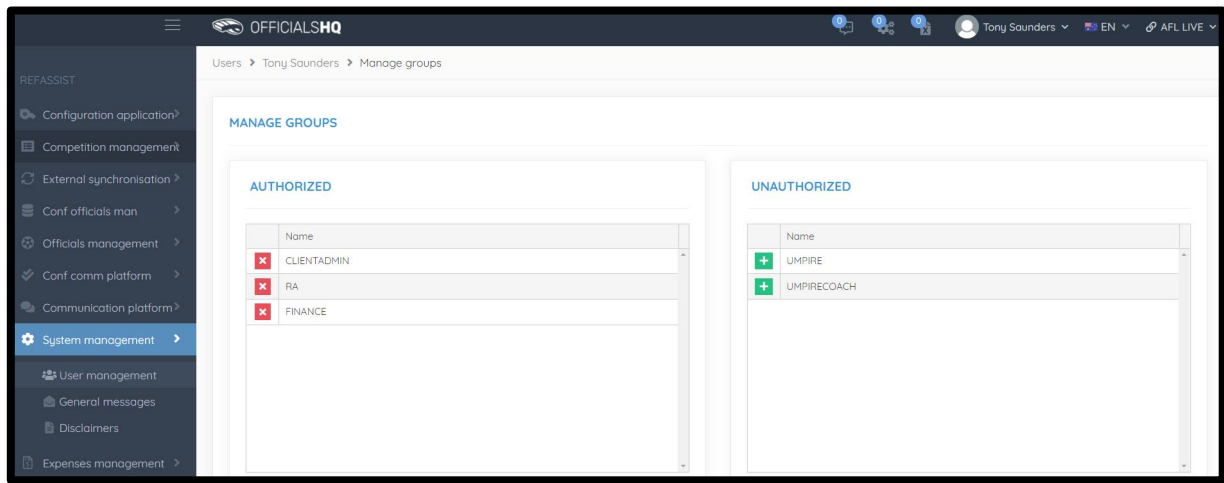 OFFICIALSHQ
0
0
0
Tony Saunders
EN
AFL LIVE
Users > Tony Saunders > Manage groups
REFASSIST
Configuration application
Competition management
External synchronisation
Conf officials man
Officials management
Conf comm platform
Communication platform
System management
User management
General messages
Disclaimers
Expenses management
MANAGE GROUPS
AUTHORIZED
Name
CLIENTADMIN
RA
FINANCE
UNAUTHORIZED
Name
UMPIRE
UMPIRECOACH